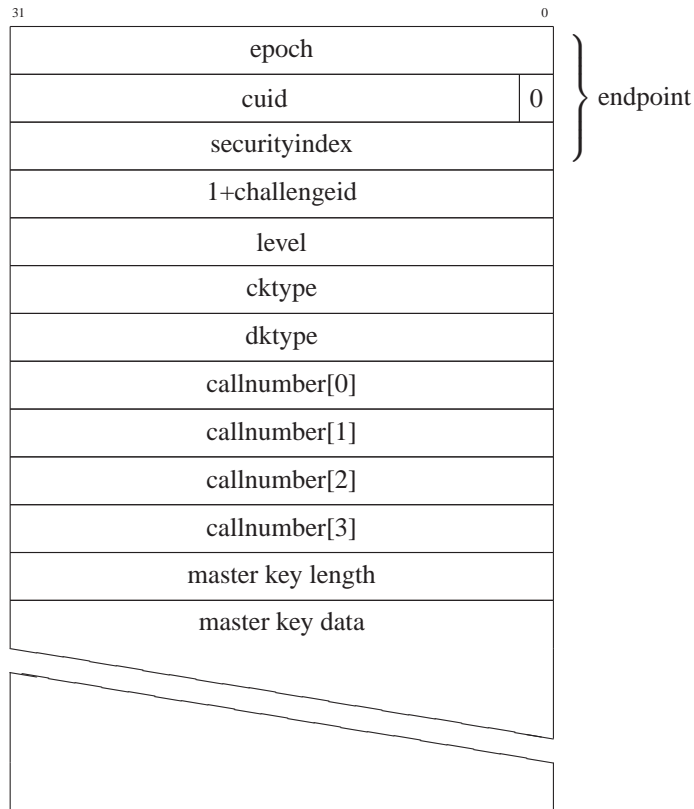 31 0
epoch
cuid 0
endpoint
securityindex
1+challengeid
level
cktype
dktype
callnumber[0]
callnumber[1]
callnumber[2]
callnumber[3]
master key length
master key data